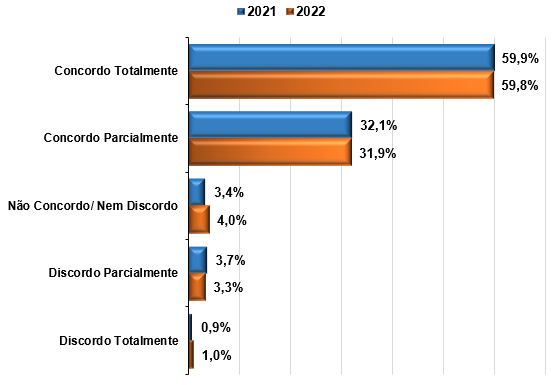 2021 2022
Concordo Totalmente
59,9%
59,8%
Concordo Parcialmente
32,1%
31,9%
Não Concordo/ Nem Discordo
3,4%
4,0%
Discordo Parcialmente
3,7%
3,3%
Discordo Totalmente
0,9%
1,0%